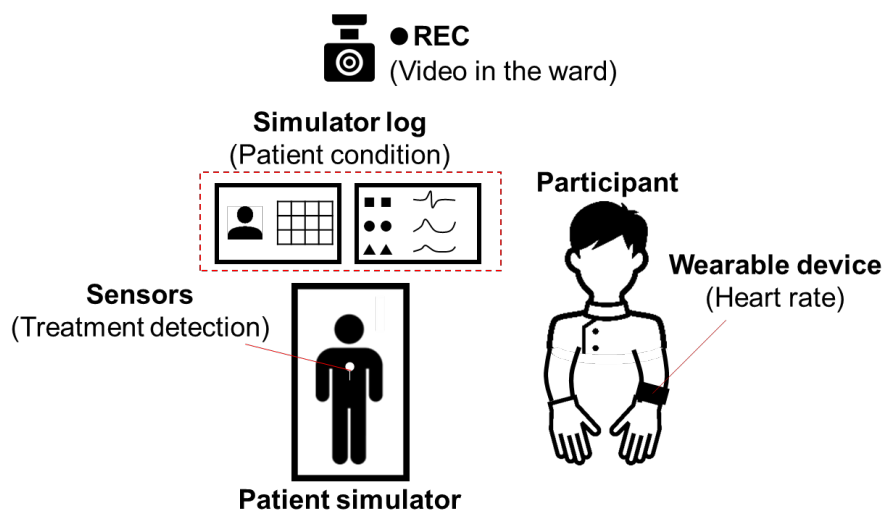 ● REC
(Video in the ward)
Simulator log
(Patient condition)
Participant
Wearable device
(Heart rate)
Sensors
(Treatment detection)
Patient simulator